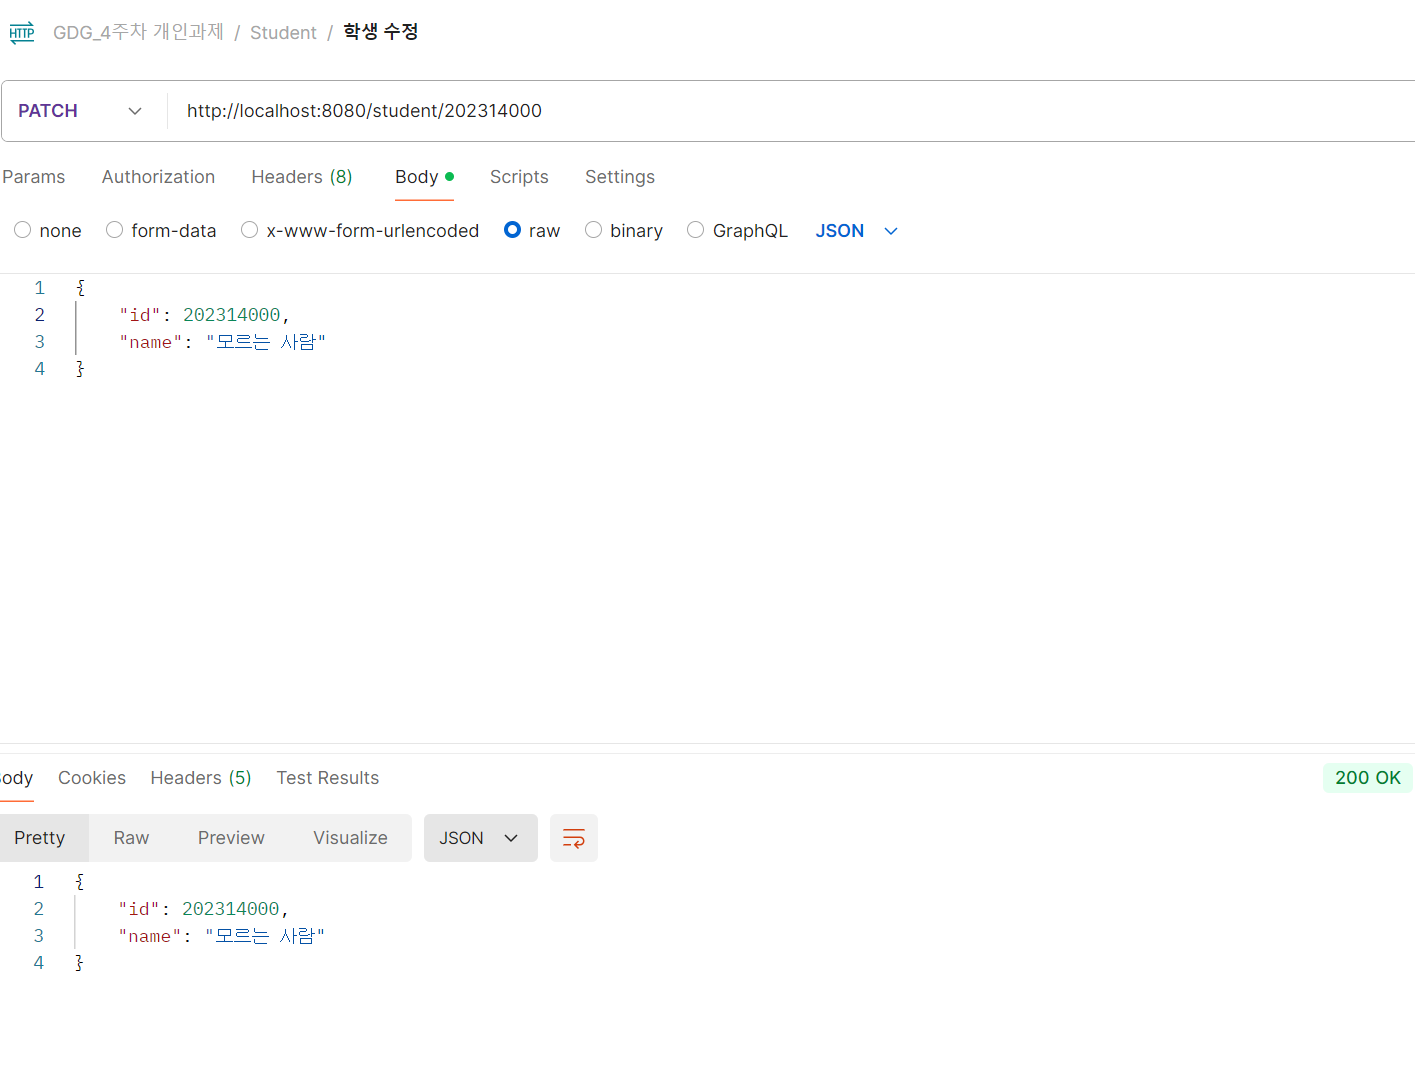 HTTP GDG_4주차 개인과제 / Student / 학생 수정
PATCH http://localhost:8080/student/202314000
Params Authorization Headers (8) Body Scripts Settings
none form-data x-www-form-urlencoded raw binary GraphQL JSON
1 {
2 "id": 202314000,
3 "name": "모르는 사람"
4 }
ody Cookies Headers (5) Test Results 200 OK
Pretty Raw Preview Visualize JSON
1 {
2 "id": 202314000,
3 "name": "모르는 사람"
4 }